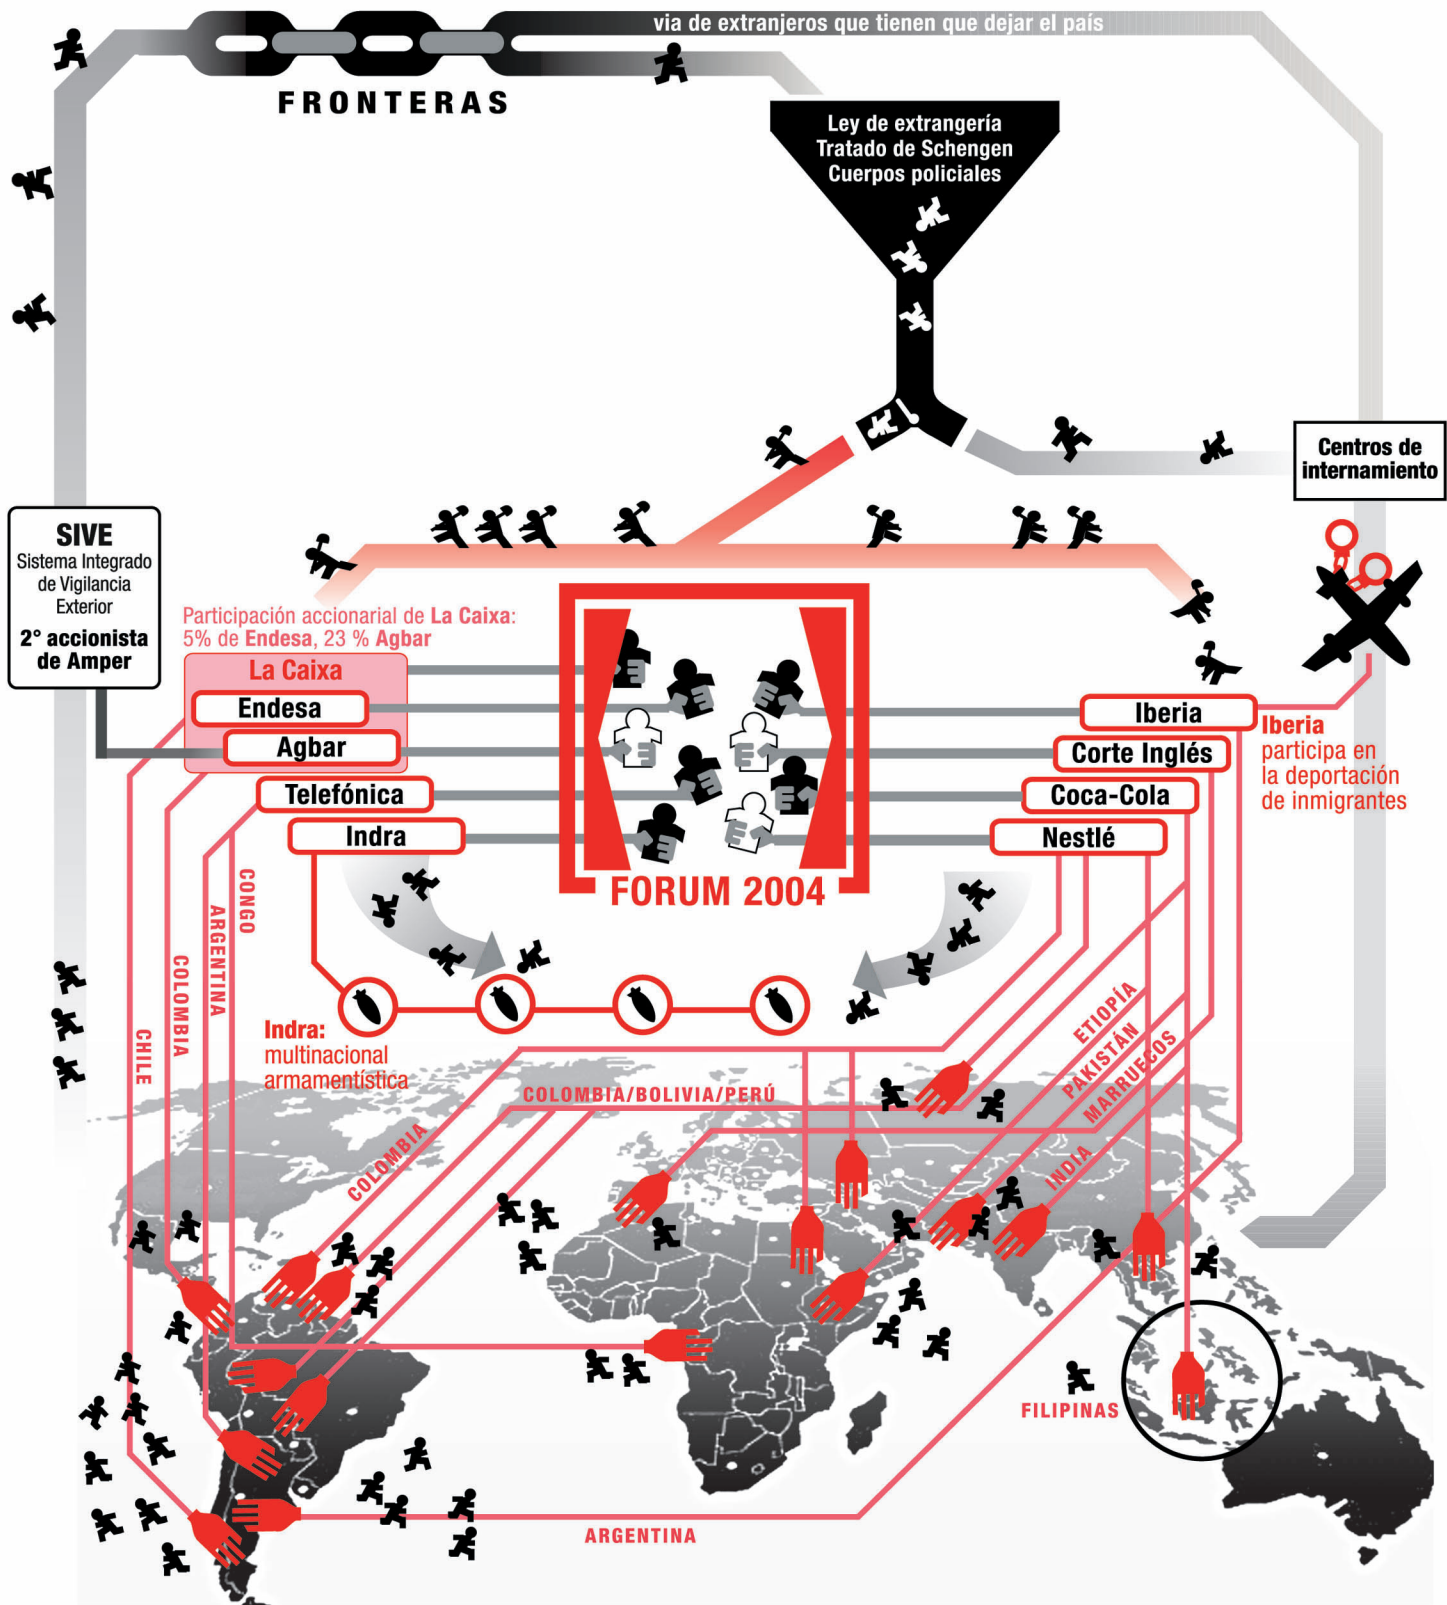 via de extranjeros que tienen que dejar el país
FRONTERAS
Ley de extrangería
Tratado de Schengen
Cuerpos policiales
Centros de
internamiento
SIVE
Sistema Integrado
de Vigilancia
Exterior
2° accionista
de Amper
Participación accionarial de La Caixa:
5% de Endesa, 23 % Agbar
La Caixa
Endesa
Agbar
Telefónica
Indra
Iberia
Corte Inglés
Coca-Cola
Nestlé
Iberia
participa en
la deportación
de inmigrantes
FORUM 2004
CONGO
ARGENTINA
COLOMBIA
CHILE
Indra:
multinacional
armamentística
ETIOPÍA
PAKISTÁN
MARRUECOS
COLOMBIA/BOLIVIA/PERÚ
COLOMBIA
INDIA
FILIPINAS
ARGENTINA